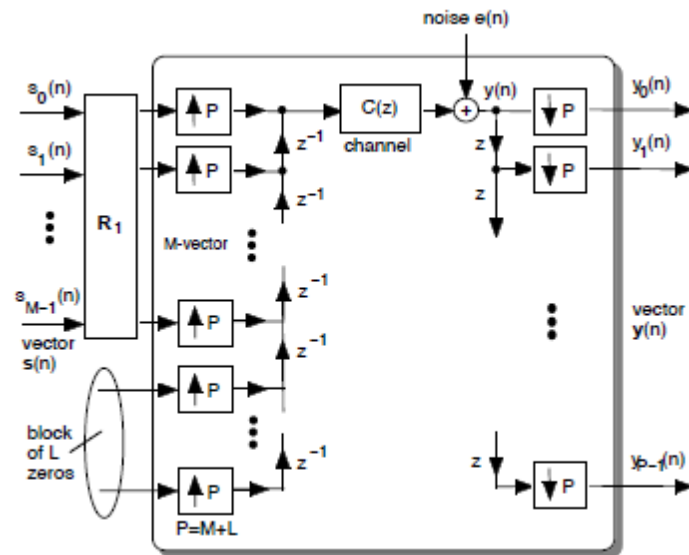 noise e(n)
s0(n)
P
C(z)
+
y(n)
P
y0(n)
channel
z−1
z
s1(n)
P
P
y1(n)
z−1
z
R1
M-vector
z−1
sM−1(n)
P
vector
s(n)
z−1
vector
y(n)
P
block
of L
zeros
z−1
P
z
P
yP−1(n)
P=M+L